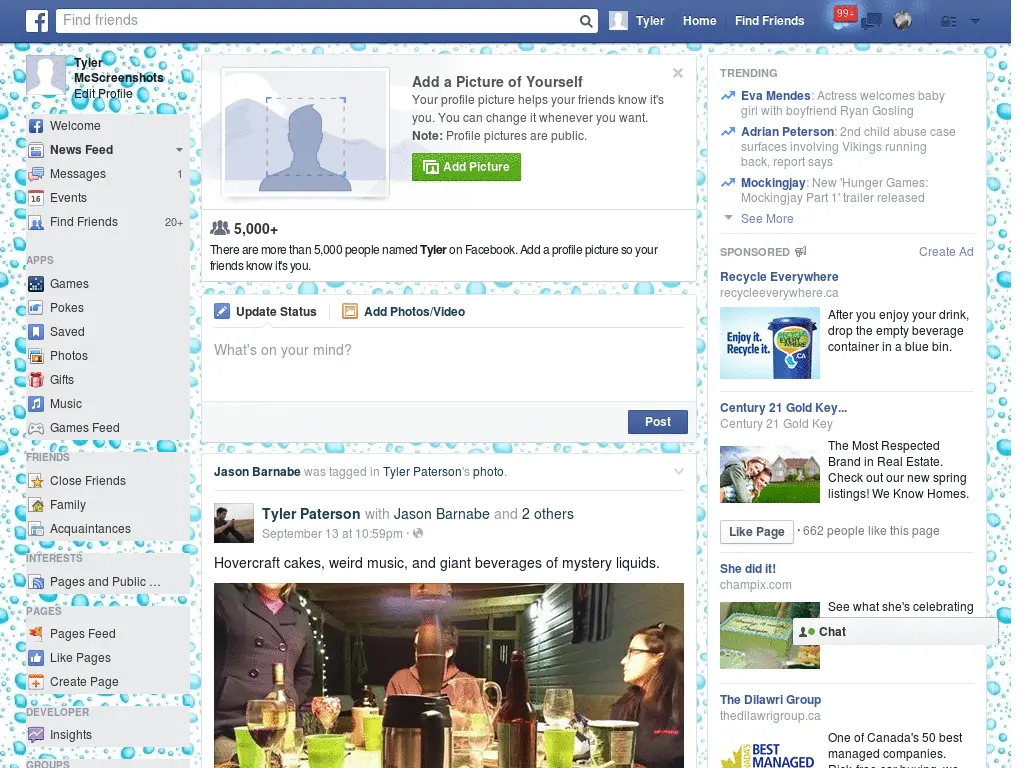 Find friends
Tyler
Home
Find Friends
99+
Tyler
McScreenshots
Edit Profile
Welcome
News Feed
Messages 1
Events
Find Friends 20+
APPS
Games
Pokes
Saved
Photos
Gifts
Music
Games Feed
FRIENDS
Close Friends
Family
Acquaintances
INTERESTS
Pages and Public ...
PAGES
Pages Feed
Like Pages
Create Page
DEVELOPER
Insights
GROUPS
Add a Picture of Yourself
Your profile picture helps your friends know it's
you. You can change it whenever you want.
Note: Profile pictures are public.
Add Picture
5,000+
There are more than 5,000 people named Tyler on Facebook. Add a profile picture so your
friends know it's you.
Update Status
Add Photos/Video
What's on your mind?
Post
Jason Barnabe was tagged in Tyler Paterson's photo.
Tyler Paterson with Jason Barnabe and 2 others
September 13 at 10:59pm ·
Hovercraft cakes, weird music, and giant beverages of mystery liquids.
TRENDING
Eva Mendes: Actress welcomes baby
girl with boyfriend Ryan Gosling
Adrian Peterson: 2nd child abuse case
surfaces involving Vikings running
back, report says
Mockingjay: New 'Hunger Games:
Mockingjay Part 1' trailer released
See More
SPONSORED
Create Ad
Recycle Everywhere
recycleeverywhere.ca
Enjoy it.
Recycle it.
RECYCLE
EVERY
WHERE
.CA
After you enjoy your drink,
drop the empty beverage
container in a blue bin.
Century 21 Gold Key...
Century 21 Gold Key
The Most Respected
Brand in Real Estate.
Check out our new spring
listings! We Know Homes.
Like Page · 662 people like this page
She did it!
champix.com
See what she's celebrating
Chat
The Dilawri Group
thedilawrigroup.ca
BEST
MANAGED
One of Canada's 50 best
managed companies.